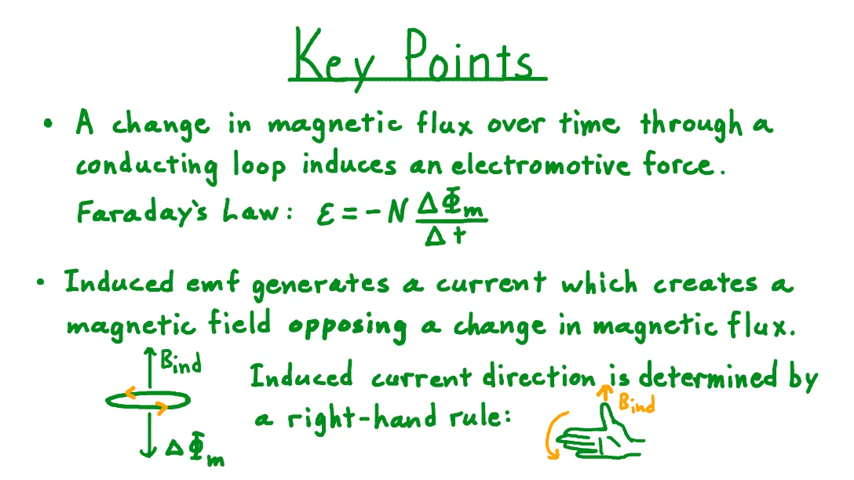 Key Points
• A change in magnetic flux over time through a
conducting loop induces an electromotive force.
Faraday's Law: ε = -N ΔΦm / Δt
• Induced emf generates a current which creates a
magnetic field opposing a change in magnetic flux.
Bind
ΔΦm
Induced current direction is determined by
a right-hand rule:
Bind